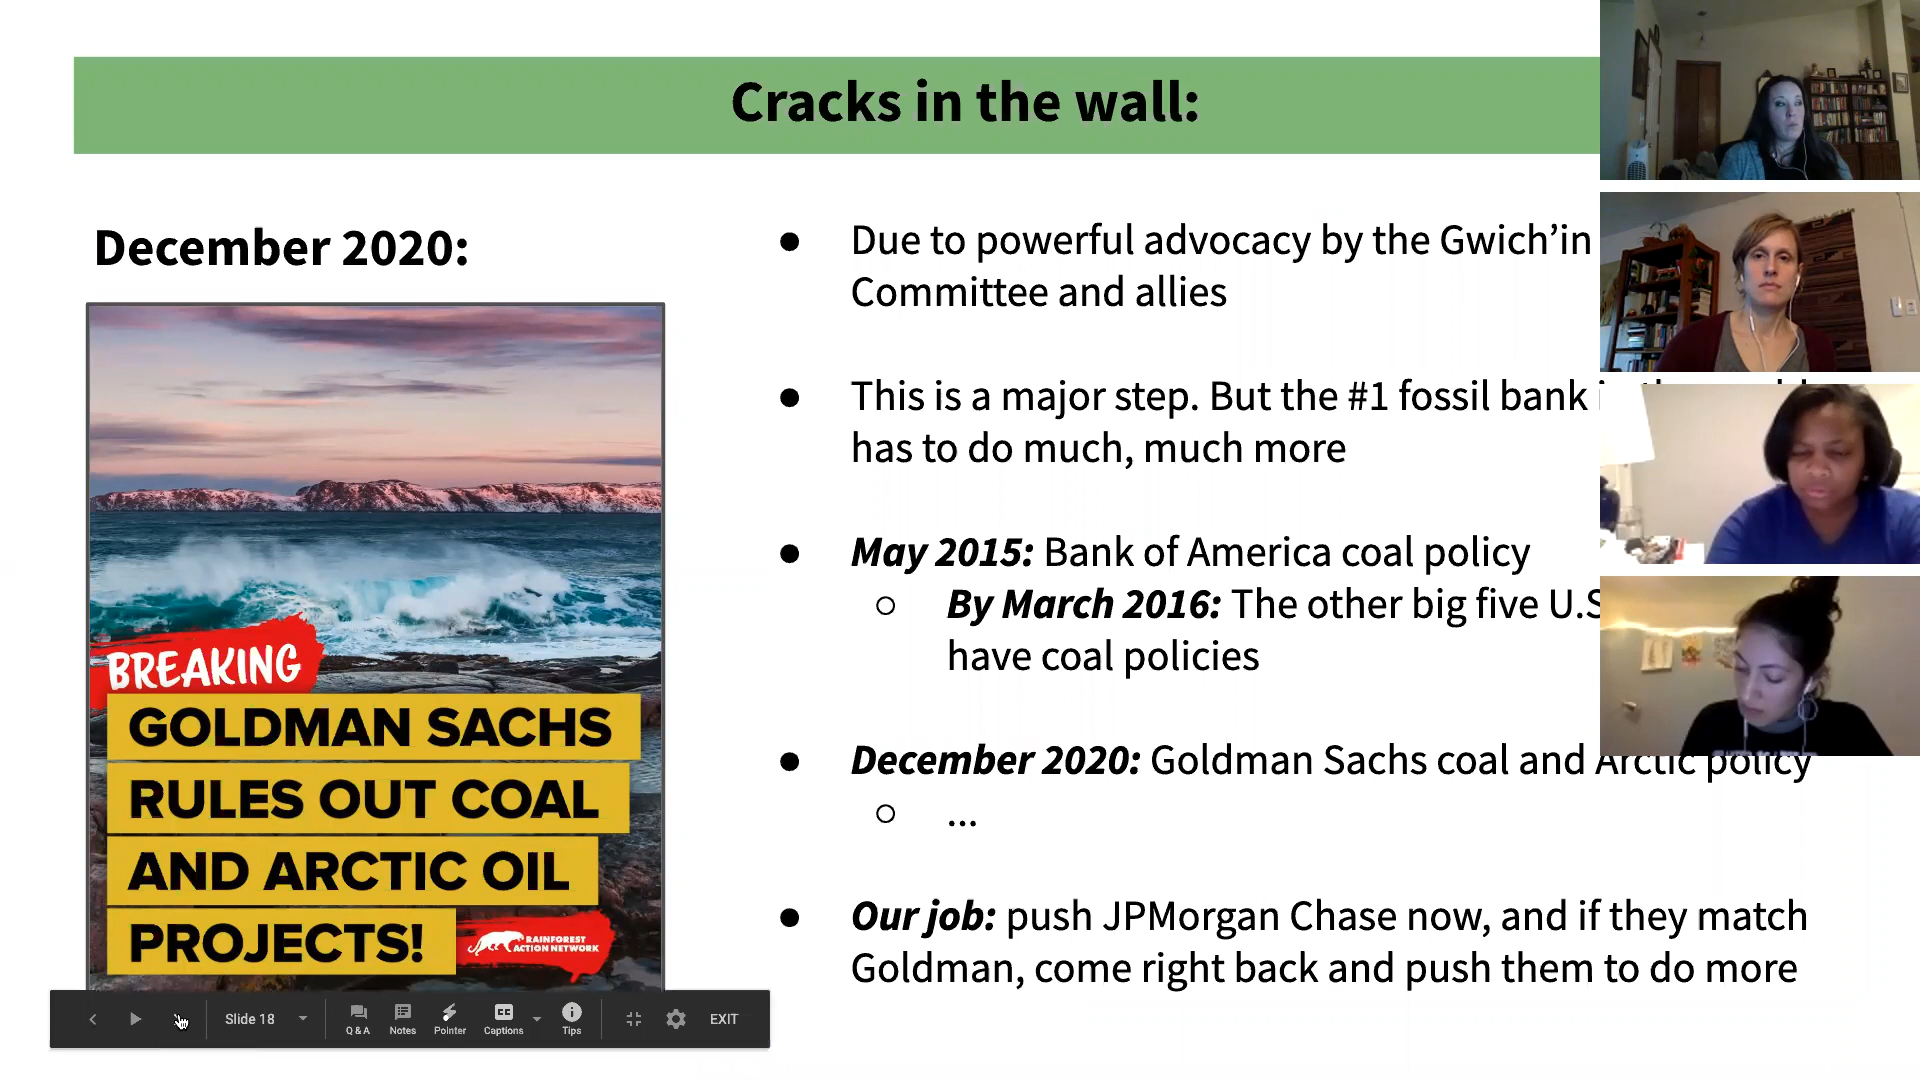 Cracks in the wall:
December 2020:
BREAKING
GOLDMAN SACHS
RULES OUT COAL
AND ARCTIC OIL
PROJECTS!
RAINFOREST
ACTION NETWORK
● Due to powerful advocacy by the Gwich’in
Committee and allies
● This is a major step. But the #1 fossil bank
has to do much, much more
● May 2015: Bank of America coal policy
○ By March 2016: The other big five
have coal policies
● December 2020: Goldman Sachs coal and Arctic policy
○ ...
● Our job: push JPMorgan Chase now, and if they match
Goldman, come right back and push them to do more
Slide 18
Q & A
Notes
Pointer
CC
Captions
Tips
EXIT